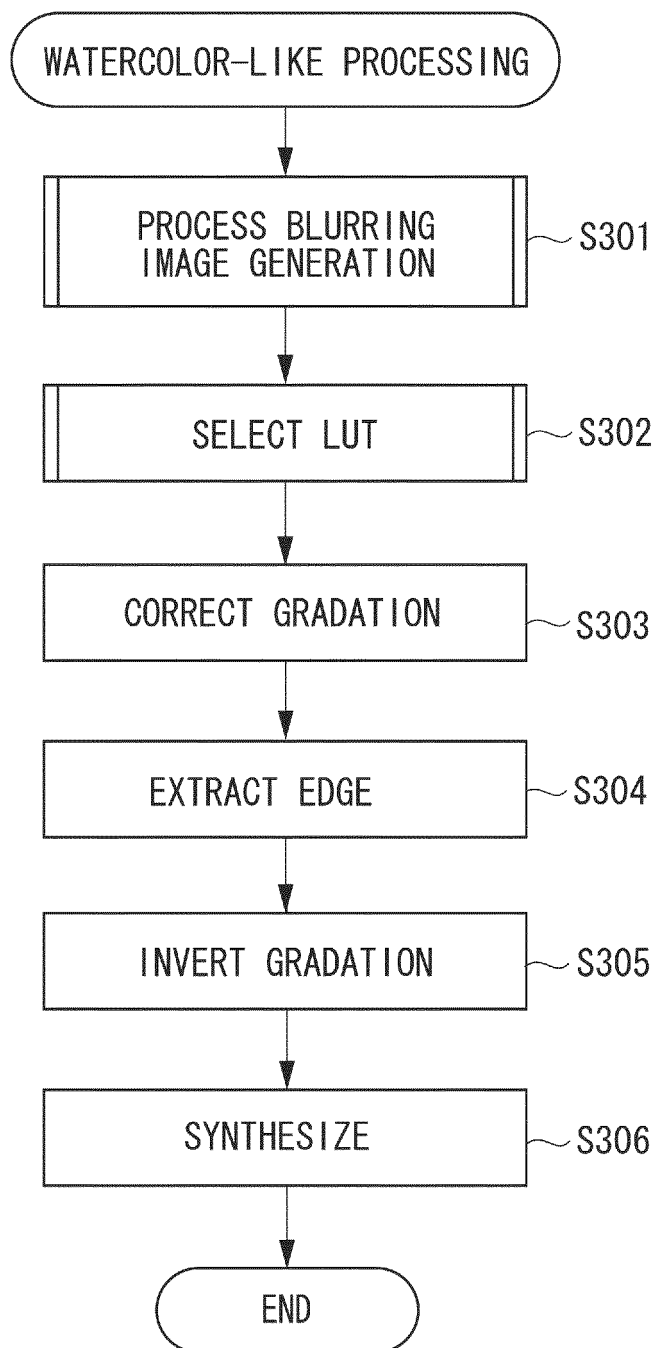 WATERCOLOR-LIKE PROCESSING
PROCESS BLURRING
IMAGE GENERATION
S301
SELECT LUT
S302
CORRECT GRADATION
S303
EXTRACT EDGE
S304
INVERT GRADATION
S305
SYNTHESIZE
S306
END